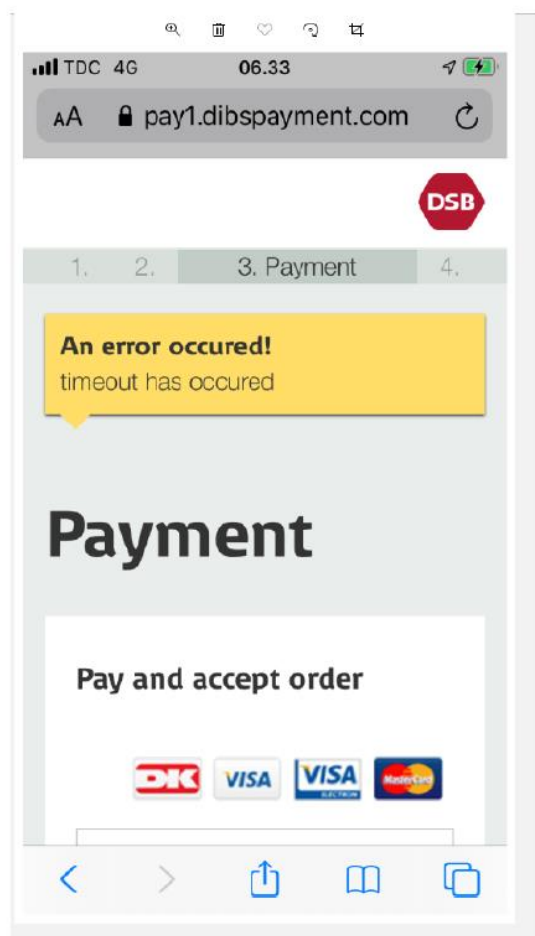 TDC 4G 06.33
AA pay1.dibspayment.com
DSB
1. 2. 3. Payment 4.
An error occured!
timeout has occured
Payment
Pay and accept order
DK VISA VISA ELECTRON MasterCard